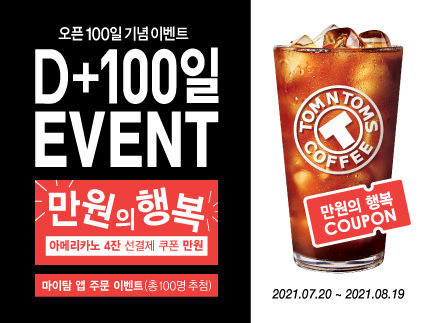 오픈 100일 기념 이벤트
D+100일
EVENT
만원의 행복
아메리카노 4잔 선결제 쿠폰 만원
마이탐 앱 주문 이벤트(총100명 추첨)
TOM N TOMS
T
COFFEE
만원의 행복
COUPON
2021.07.20 ~ 2021.08.19